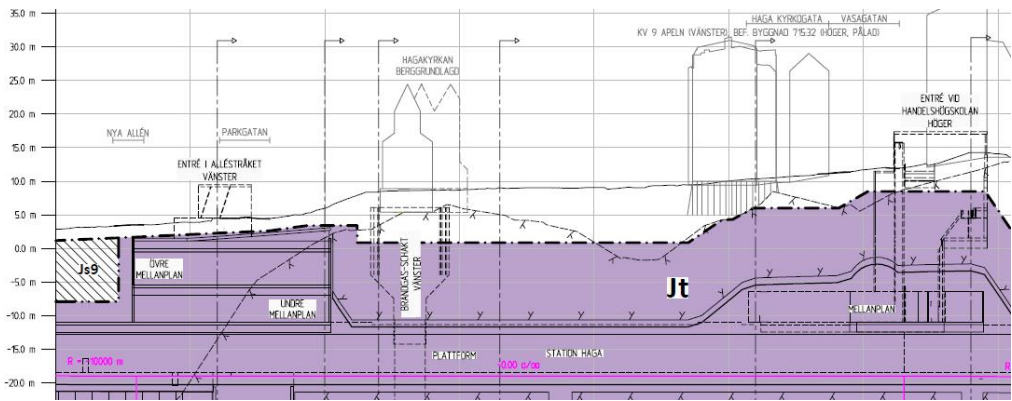 35.0 m
30.0 m
25.0 m
20.0 m
15.0 m
10.0 m
5.0 m
0.0 m
-5.0 m
-10.0 m
-15.0 m
-20.0 m
HAGA KYRKOGATA
VASAGATAN
KV 9 APELN (VÄNSTER), BEF. BYGGNAD 715:32 (HÖGER, PÅLAD)
HAGAKYRKAN
BERGGRUNDLAGD
ENTRÉ VID
HANDELSHÖGSKOLAN
HÖGER
NYA ALLÉN
PARKGATAN
ENTRÉ I ALLÉSTRÅKET
VÄNSTER
Js9
ÖVRE
MELLANPLAN
UNDRE
MELLANPLAN
BRANDGAS-SCHAKT
VÄNSTER
Jt
MELLANPLAN
PLATTFORM
STATION HAGA
10000 m
0.00 o/oo
R